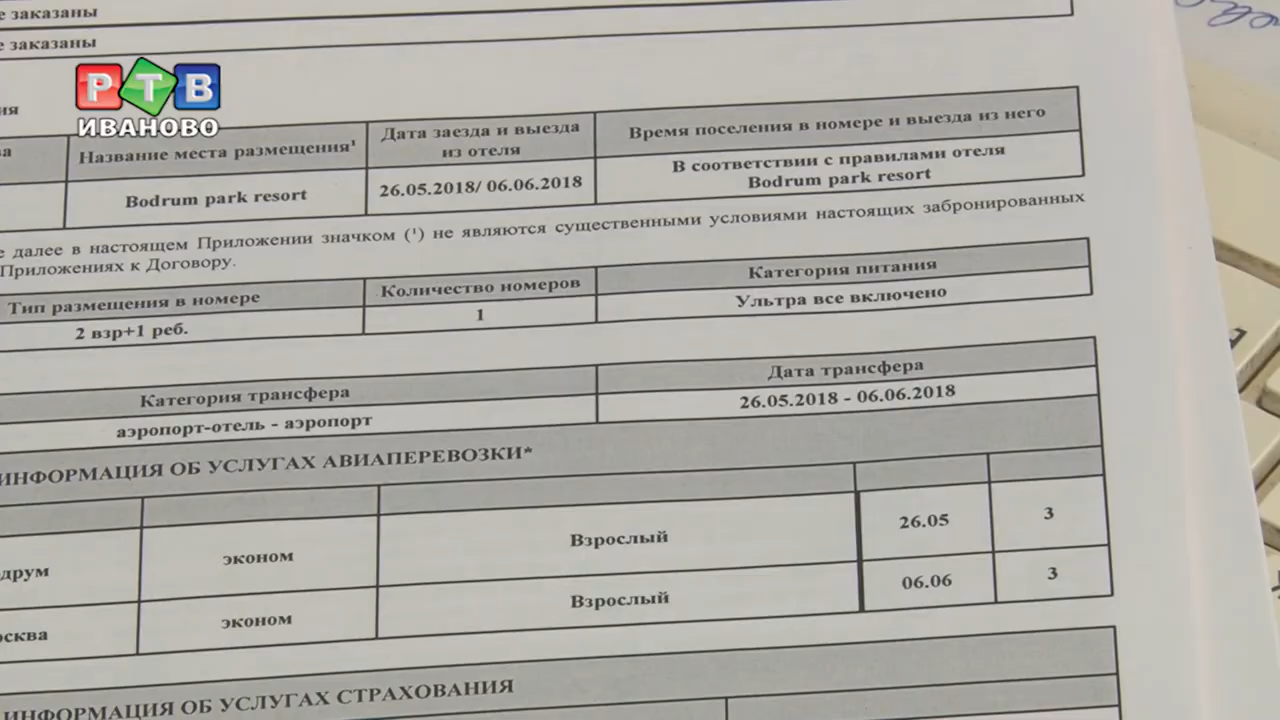 е заказаны
е заказаны
РТВ
ИВАНОВО
ия
ва
Название места размещения¹
Дата заезда и выезда
из отеля
Время поселения в номере и выезда из него
Bodrum park resort
26.05.2018/ 06.06.2018
В соответствии с правилами отеля
Bodrum park resort
е далее в настоящем Приложении значком (¹) не являются существенными условиями настоящих забронированных
Приложениях к Договору.
Тип размещения в номере
Количество номеров
Категория питания
2 взр+1 реб.
1
Ультра все включено
Категория трансфера
Дата трансфера
аэропорт-отель - аэропорт
26.05.2018 - 06.06.2018
ИНФОРМАЦИЯ ОБ УСЛУГАХ АВИАПЕРЕВОЗКИ*
друм
эконом
Взрослый
26.05
3
осква
эконом
Взрослый
06.06
3
ИНФОРМАЦИЯ ОБ УСЛУГАХ СТРАХОВАНИЯ